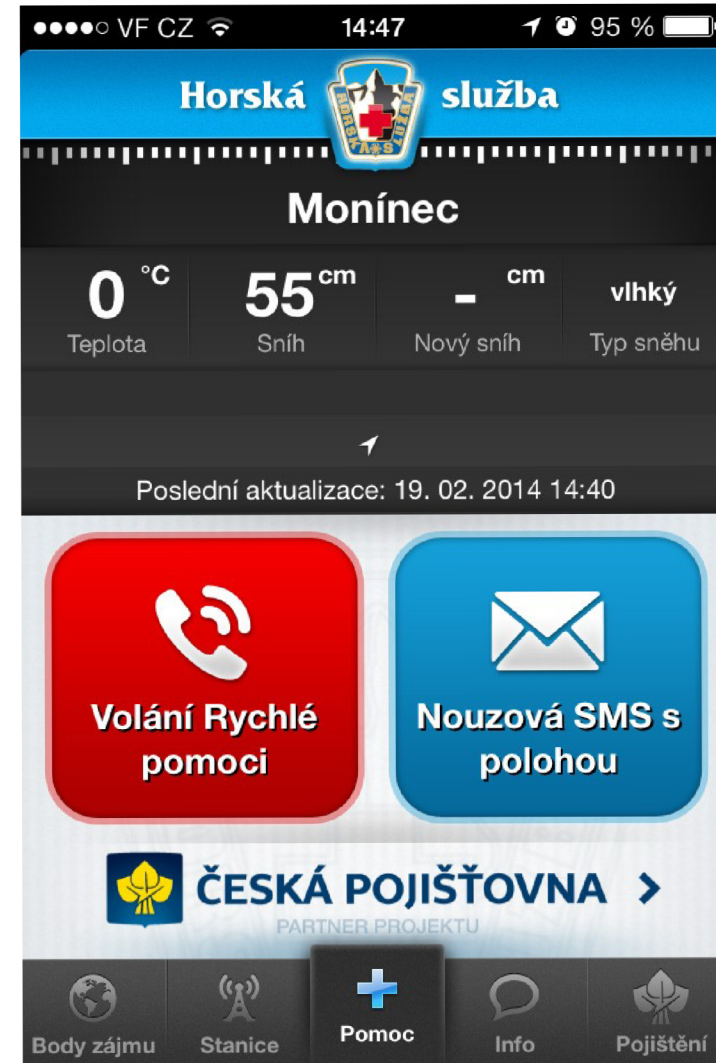 VF CZ 14:47 95 %
Horská služba
HORSKÁ SLUŽBA
Monínec
0 °C 55 cm - cm vlhký
Teplota Sníh Nový sníh Typ sněhu
Poslední aktualizace: 19. 02. 2014 14:40
Volání Rychlé
pomoci
Nouzová SMS s
polohou
ČESKÁ POJIŠŤOVNA >
PARTNER PROJEKTU
Body zájmu Stanice Pomoc Info Pojištění